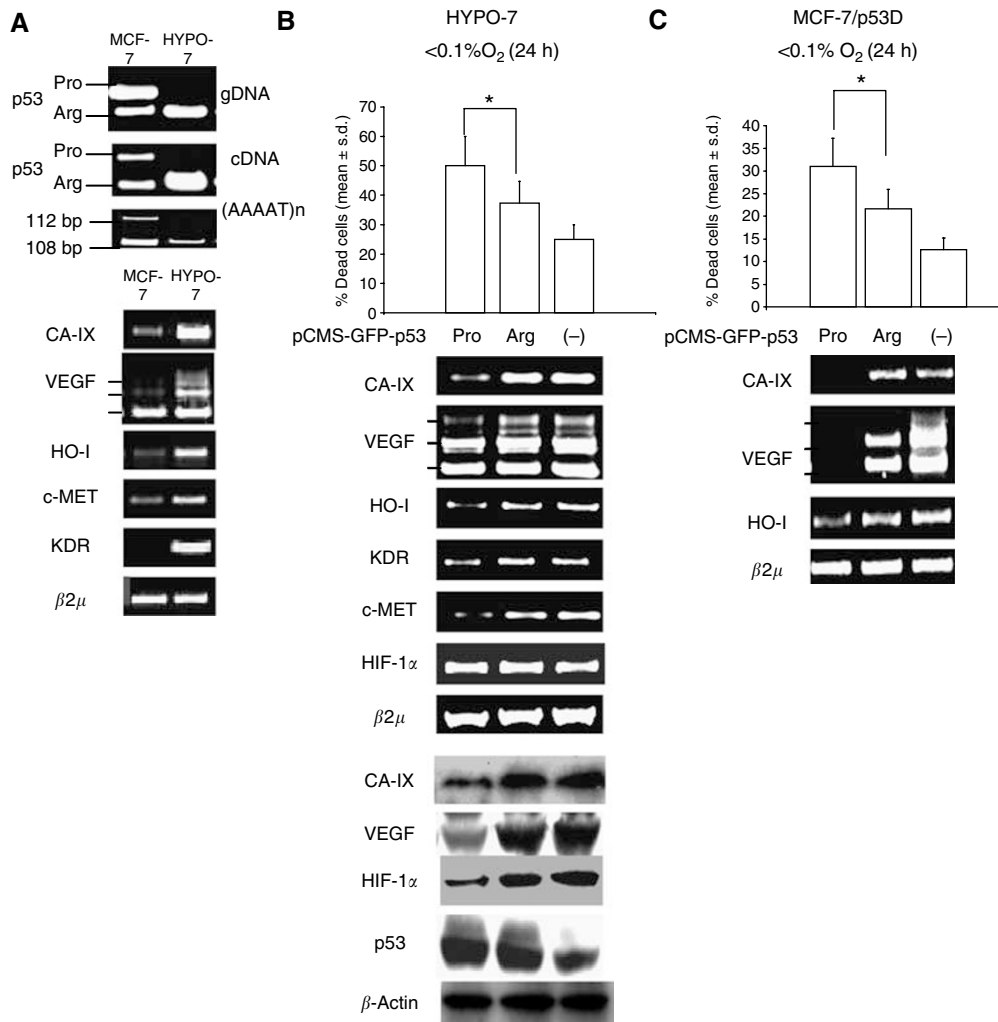 A
MCF-7 HYPO-7
p53 Pro Arg gDNA
p53 Pro Arg cDNA
112 bp 108 bp (AAAAT)n
MCF-7 HYPO-7
CA-IX
VEGF
HO-I
c-MET
KDR
β2μ
B
HYPO-7
<0.1%O2 (24 h)
*
% Dead cells (mean ± s.d.)
70
60
50
40
30
20
10
0
pCMS-GFP-p53 Pro Arg (–)
CA-IX
VEGF
HO-I
KDR
c-MET
HIF-1α
β2μ
CA-IX
VEGF
HIF-1α
p53
β-Actin
C
MCF-7/p53D
<0.1% O2 (24 h)
*
% Dead cells (mean ± s.d.)
45
40
35
30
25
20
15
10
5
0
pCMS-GFP-p53 Pro Arg (–)
CA-IX
VEGF
HO-I
β2μ